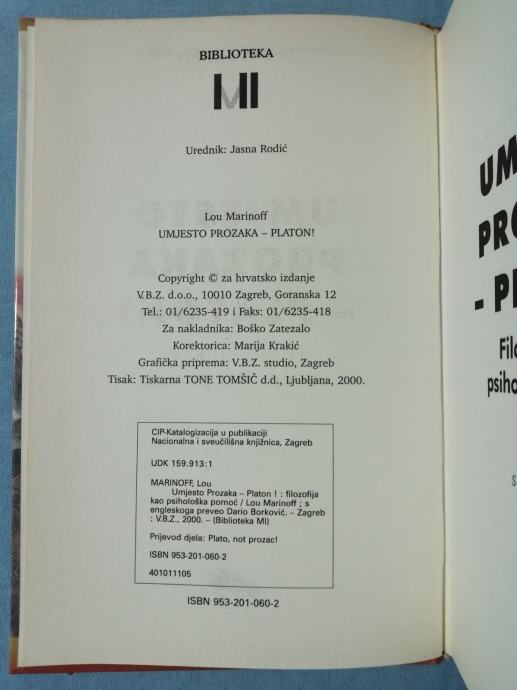 BIBLIOTEKA
MI
Urednik: Jasna Rodić
Lou Marinoff
UMJESTO PROZAKA – PLATON!
Copyright © za hrvatsko izdanje
V.B.Z. d.o.o., 10010 Zagreb, Goranska 12
Tel.: 01/6235-419 i Faks: 01/6235-418
Za nakladnika: Boško Zatezalo
Korektorica: Marija Krakić
Grafička priprema: V.B.Z. studio, Zagreb
Tisak: Tiskarna TONE TOMŠIČ d.d., Ljubljana, 2000.
CIP-Katalogizacija u publikaciji
Nacionalna i sveučilišna knjižnica, Zagreb
UDK 159.913:1
MARINOFF, Lou
Umjesto Prozaka – Platon ! : filozofija
kao psihološka pomoć / Lou Marinoff ; s
engleskoga preveo Dario Borković. – Zagreb
: V.B.Z., 2000. – (Biblioteka MI)
Prijevod djela: Plato, not prozac!
ISBN 953-201-060-2
401011105
ISBN 953-201-060-2
UM
PRO
- P
Filo
psiho
S